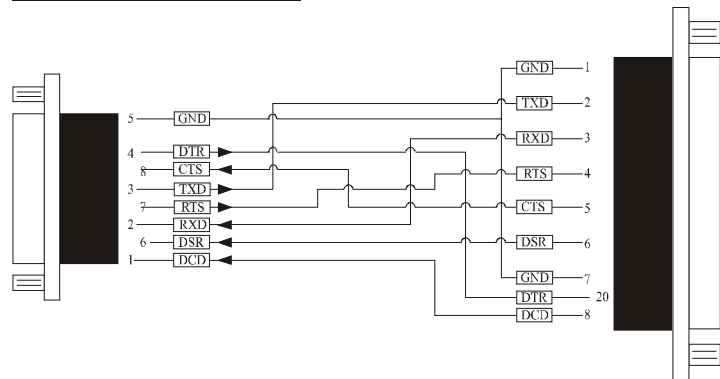 5 GND
4 DTR
8 CTS
3 TXD
7 RTS
2 RXD
6 DSR
1 DCD
GND 1
TXD 2
RXD 3
RTS 4
CTS 5
DSR 6
GND 7
DTR 20
DCD 8